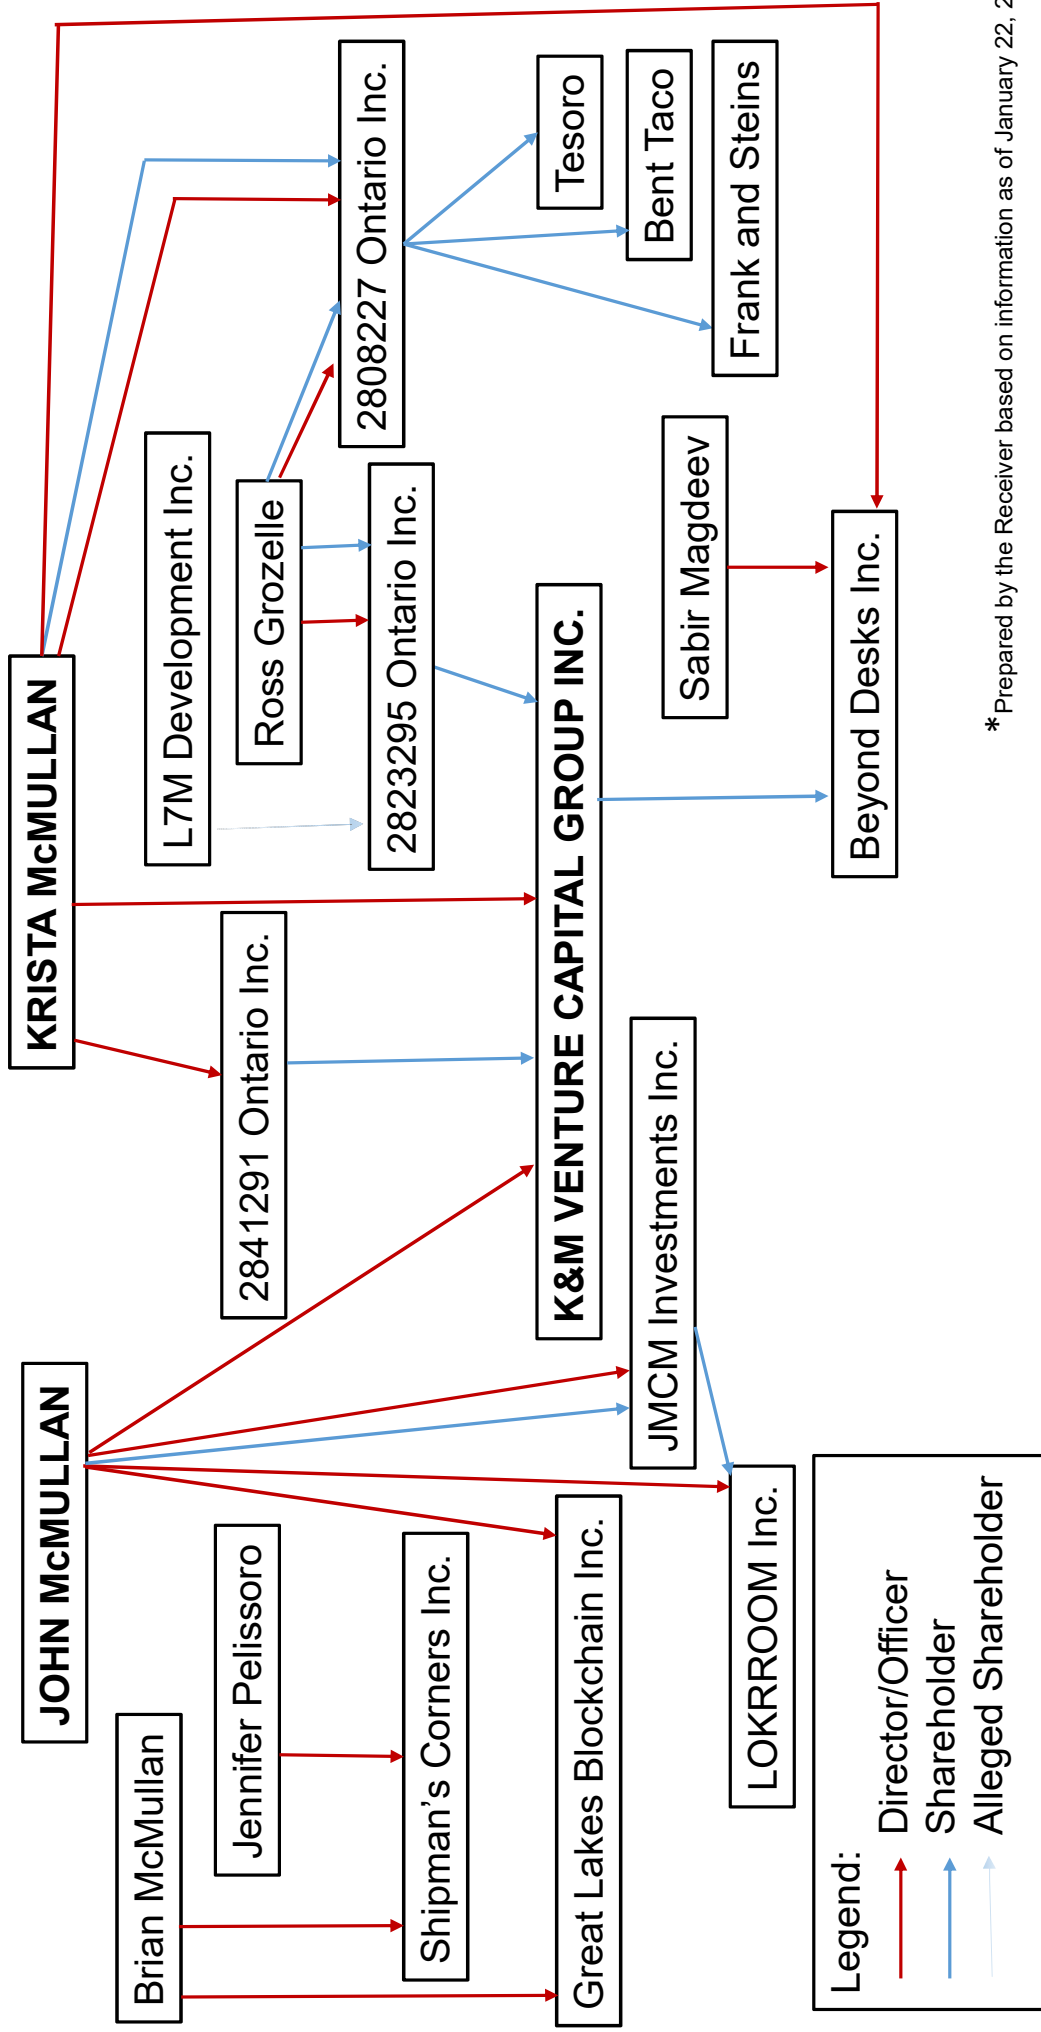 JOHN McMULLAN
KRISTA McMULLAN
Brian McMullan
L7M Development Inc.
Jennifer Pelissoro
2841291 Ontario Inc.
Ross Grozelle
2808227 Ontario Inc.
Shipman's Corners Inc.
2823295 Ontario Inc.
Great Lakes Blockchain Inc.
K&M VENTURE CAPITAL GROUP INC.
Tesoro
JMCM Investments Inc.
Bent Taco
Sabir Magdeev
Frank and Steins
LOKRROOM Inc.
Beyond Desks Inc.
Legend:
Director/Officer
Shareholder
Alleged Shareholder
*Prepared by the Receiver based on information as of January 22, 2